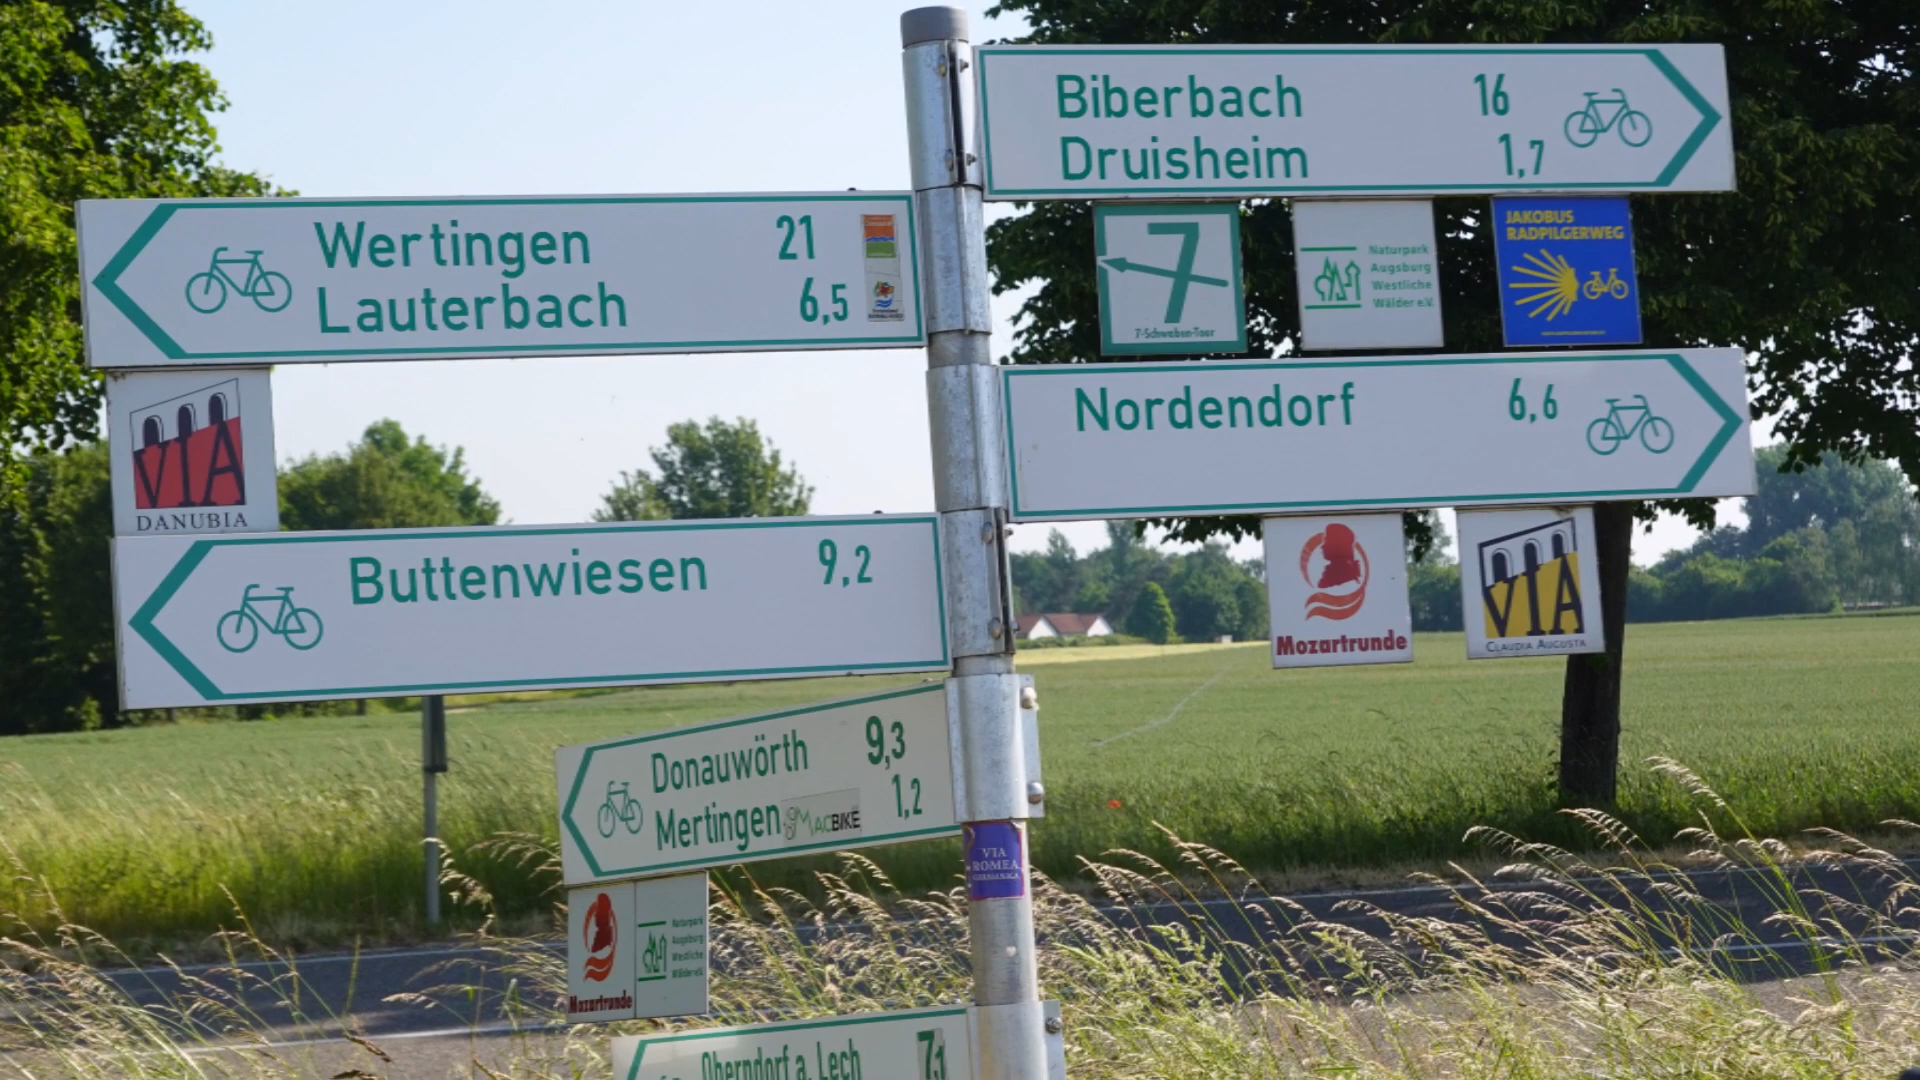 Biberbach 16
Druisheim 1,7
Wertingen 21
Lauterbach 6,5
7
7-Schwaben-Tour
Naturpark
Augsburg
Westliche
Wälder e.V.
JAKOBUS
RADPILGERWEG
Nordendorf 6,6
VIA
DANUBIA
Buttenwiesen 9,2
Mozartrunde
VIA
CLAUDIA AUGUSTA
Donauwörth 9,3
Mertingen 1,2
MACBIKE
VIA
ROMEA
GERMANICA
Mozartrunde
Naturpark
Augsburg
Westliche
Wälder e.V.
Oberndorf a. Lech 7,1